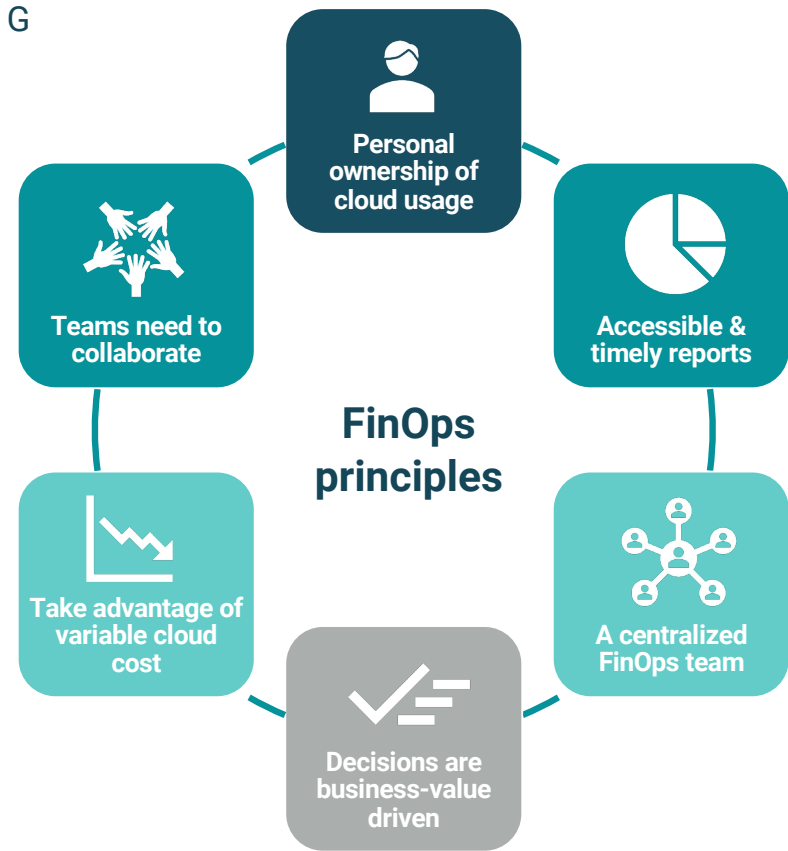 G
Personal
ownership of
cloud usage
Teams need to
collaborate
Accessible &
timely reports
FinOps
principles
Take advantage of
variable cloud
cost
A centralized
FinOps team
Decisions are
business-value
driven